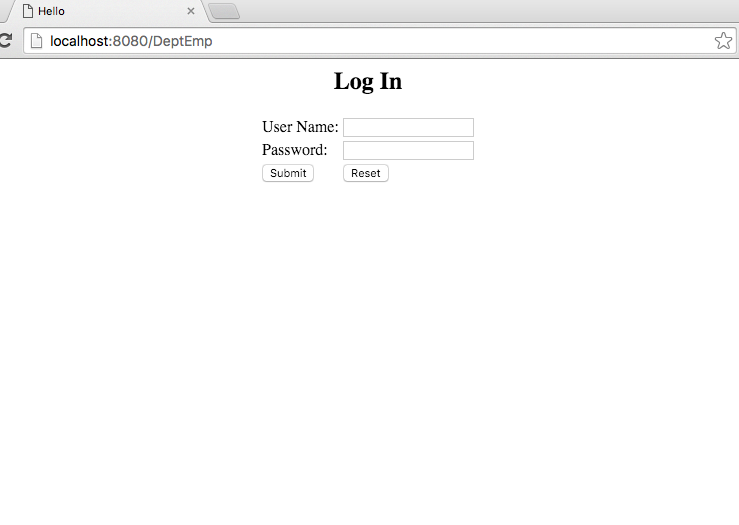 Hello
localhost:8080/DeptEmp
Log In
User Name:
Password:
Submit Reset